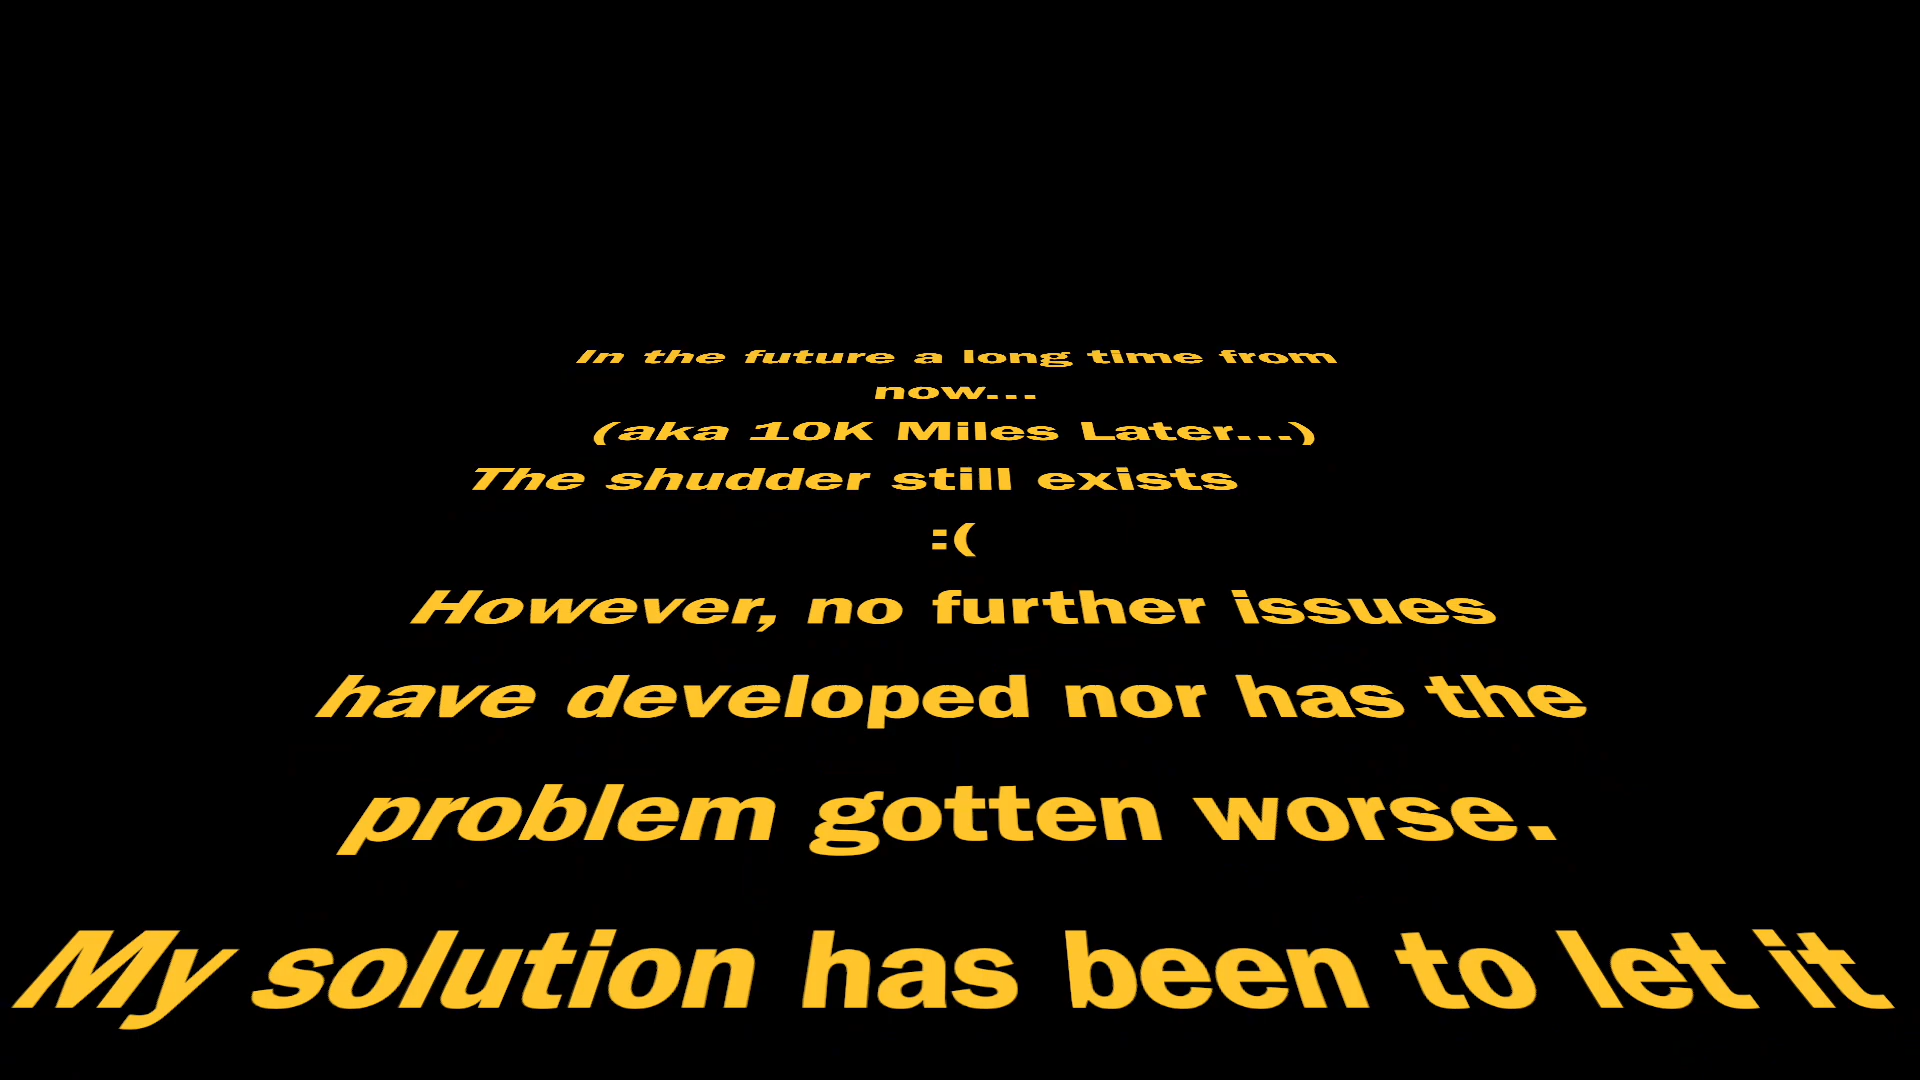 In the future a long time from
now...
(aka 10K Miles Later...)
The shudder still exists
:(
However, no further issues
have developed nor has the
problem gotten worse.
My solution has been to let it